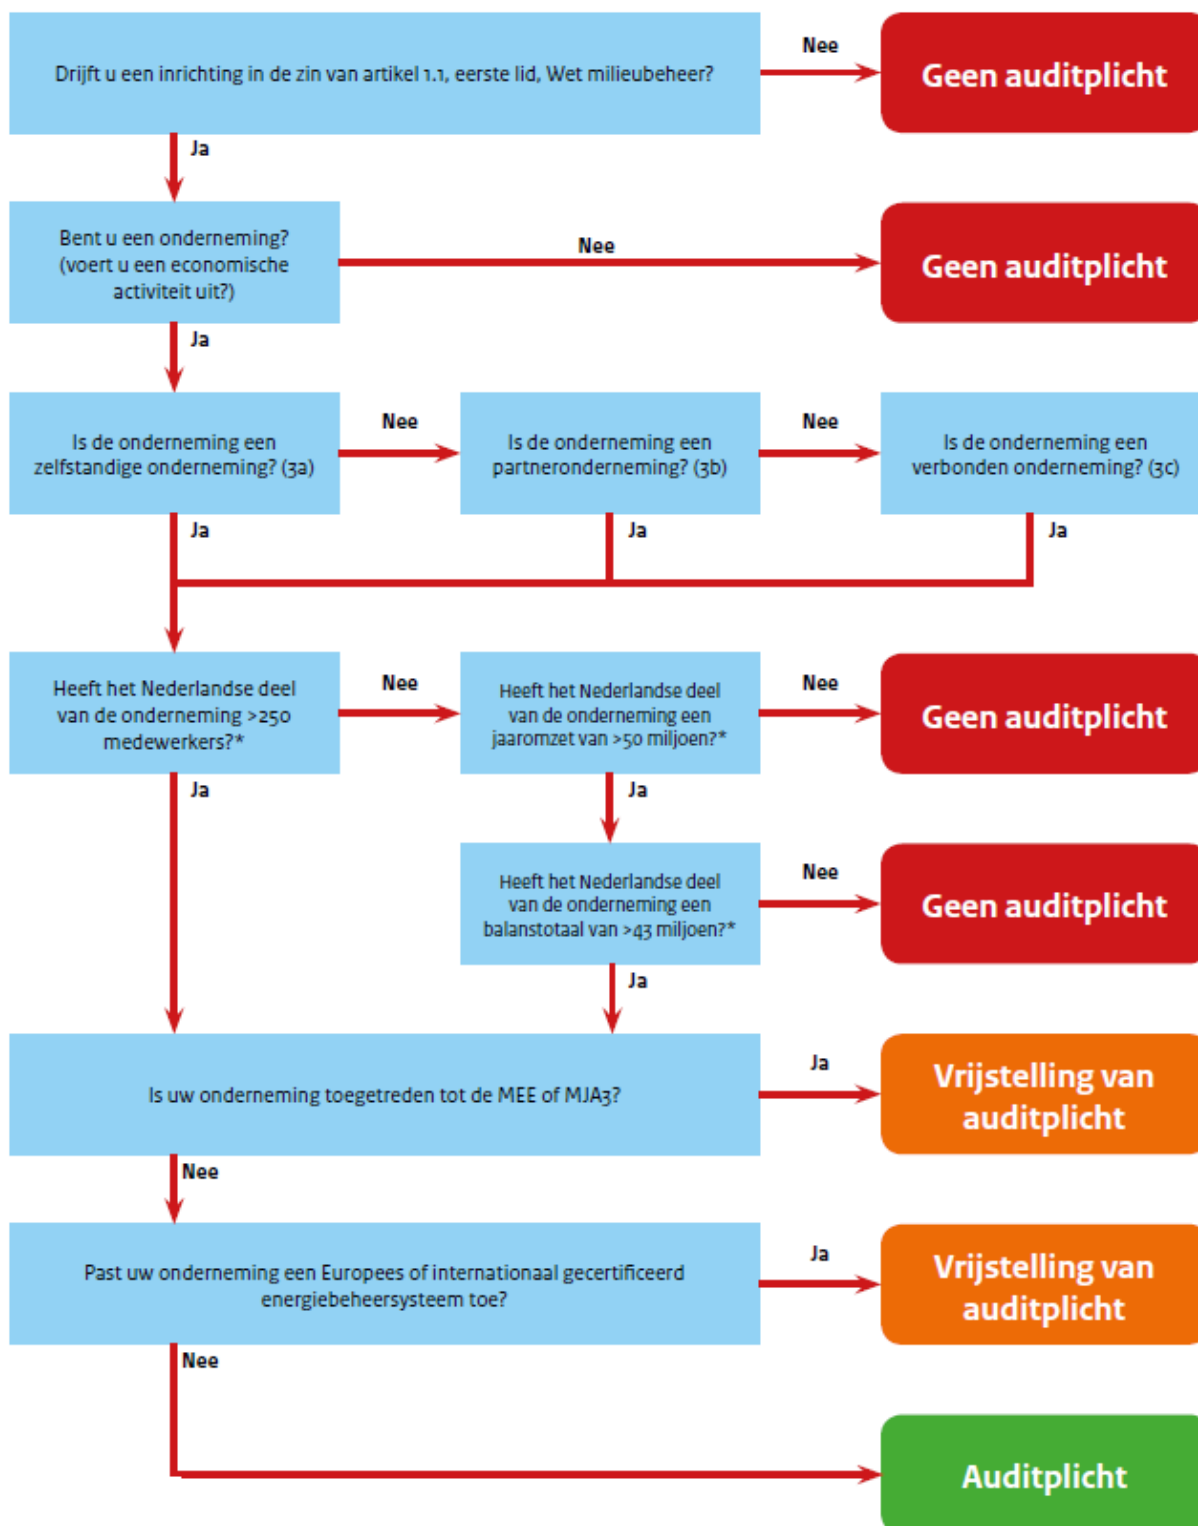 Drijft u een inrichting in de zin van artikel 1.1, eerste lid, Wet milieubeheer?
Nee
Geen auditplicht
Ja
Bent u een onderneming?
(voert u een economische
activiteit uit?)
Nee
Geen auditplicht
Ja
Is de onderneming een
zelfstandige onderneming? (3a)
Nee
Is de onderneming een
partneronderneming? (3b)
Nee
Is de onderneming een
verbonden onderneming? (3c)
Ja
Ja
Ja
Heeft het Nederlandse deel
van de onderneming >250
medewerkers?*
Nee
Heeft het Nederlandse deel
van de onderneming een
jaaromzet van >50 miljoen?*
Nee
Geen auditplicht
Ja
Ja
Heeft het Nederlandse deel
van de onderneming een
balanstotaal van >43 miljoen?*
Nee
Geen auditplicht
Ja
Is uw onderneming toegetreden tot de MEE of MJA3?
Ja
Vrijstelling van
auditplicht
Nee
Past uw onderneming een Europees of internationaal gecertificeerd
energiebeheersysteem toe?
Ja
Vrijstelling van
auditplicht
Nee
Auditplicht